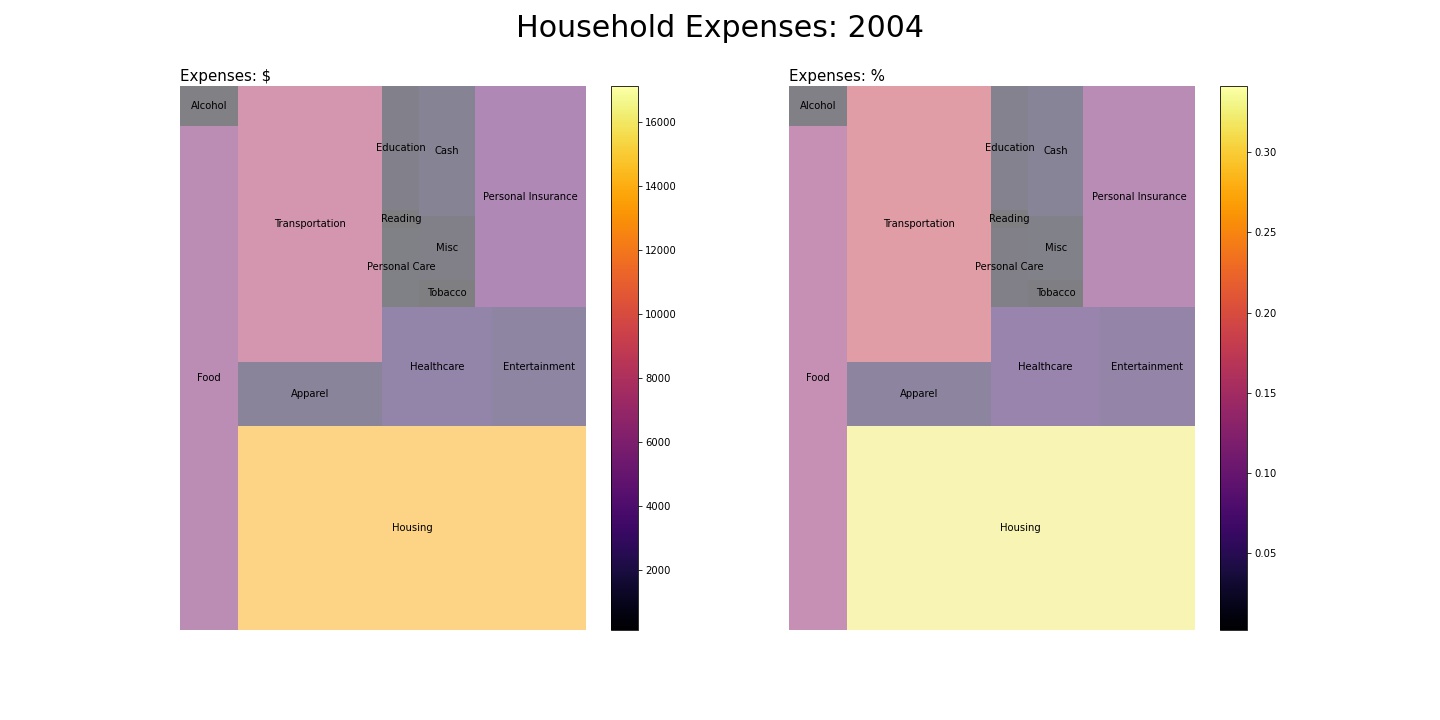 Household Expenses: 2004
Expenses: $
Alcohol
Transportation
Education
Cash
Personal Insurance
Reading
Misc
Personal Care
Tobacco
Food
Healthcare
Entertainment
Apparel
Housing
16000
14000
12000
10000
8000
6000
4000
2000
Expenses: %
Alcohol
Transportation
Education
Cash
Personal Insurance
Reading
Misc
Personal Care
Tobacco
Food
Healthcare
Entertainment
Apparel
Housing
0.30
0.25
0.20
0.15
0.10
0.05